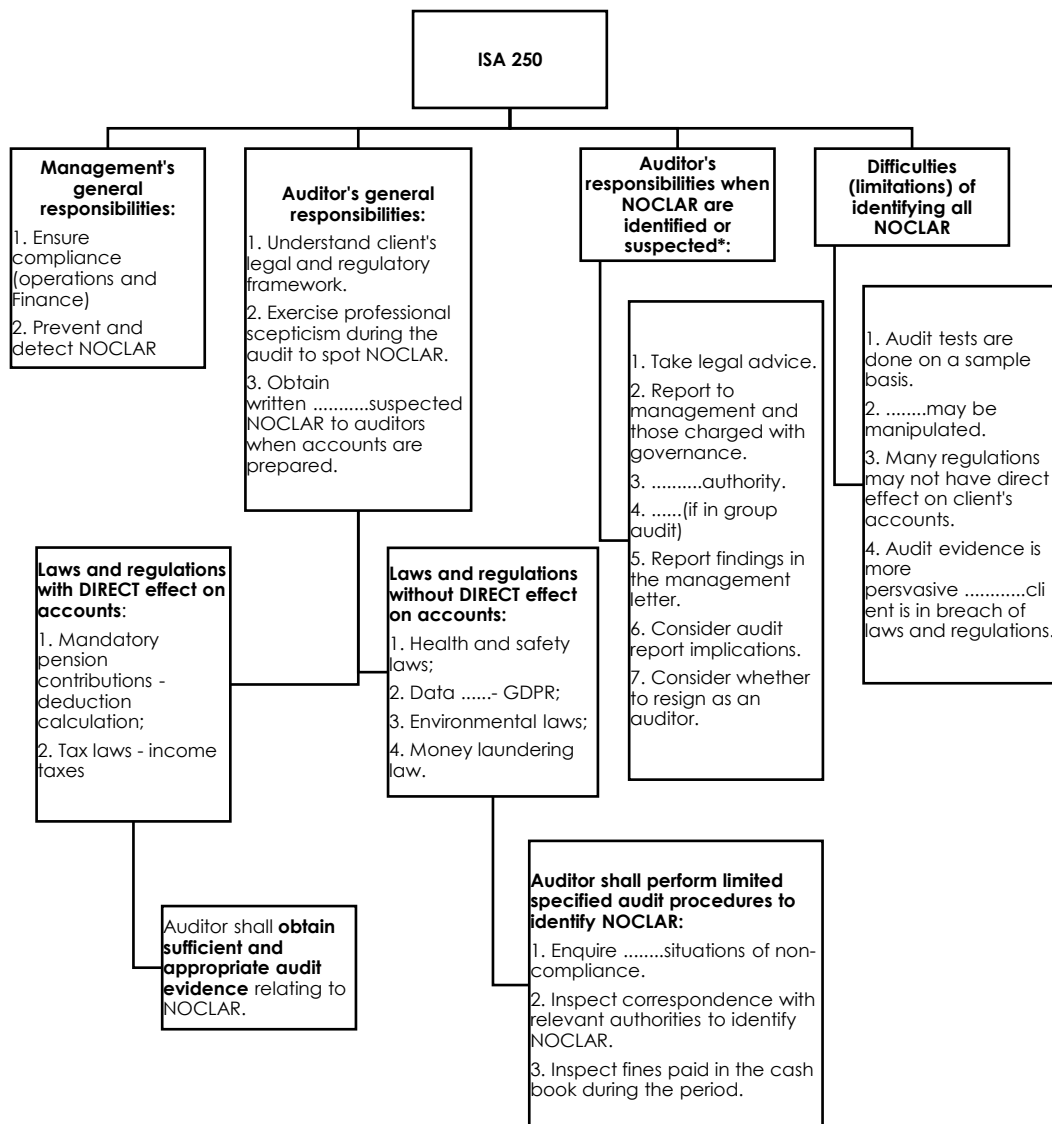 ISA 250
Management's
general
responsibilities:
1. Ensure
compliance
(operations and
Finance)
2. Prevent and
detect NOCLAR
Auditor's general
responsibilities:
1. Understand client's
legal and regulatory
framework.
2. Exercise professional
scepticism during the
audit to spot NOCLAR.
3. Obtain
written ...........suspected
NOCLAR to auditors
when accounts are
prepared.
Auditor's
responsibilities when
NOCLAR are
identified or
suspected*:
1. Take legal advice.
2. Report to
management and
those charged with
governance.
3. ..........authority.
4. ......(if in group
audit)
5. Report findings in
the management
letter.
6. Consider audit
report implications.
7. Consider whether
to resign as an
auditor.
Difficulties
(limitations) of
identifying all
NOCLAR
1. Audit tests are
done on a sample
basis.
2. ........may be
manipulated.
3. Many regulations
may not have direct
effect on client's
accounts.
4. Audit evidence is
more
persvasive ............cli
ent is in breach of
laws and regulations.
Laws and regulations
with DIRECT effect on
accounts:
1. Mandatory
pension
contributions -
deduction
calculation;
2. Tax laws - income
taxes
Laws and regulations
without DIRECT effect
on accounts:
1. Health and safety
laws;
2. Data ......- GDPR;
3. Environmental laws;
4. Money laundering
law.
Auditor shall obtain
sufficient and
appropriate audit
evidence relating to
NOCLAR.
Auditor shall perform limited
specified audit procedures to
identify NOCLAR:
1. Enquire ........situations of non-
compliance.
2. Inspect correspondence with
relevant authorities to identify
NOCLAR.
3. Inspect fines paid in the cash
book during the period.